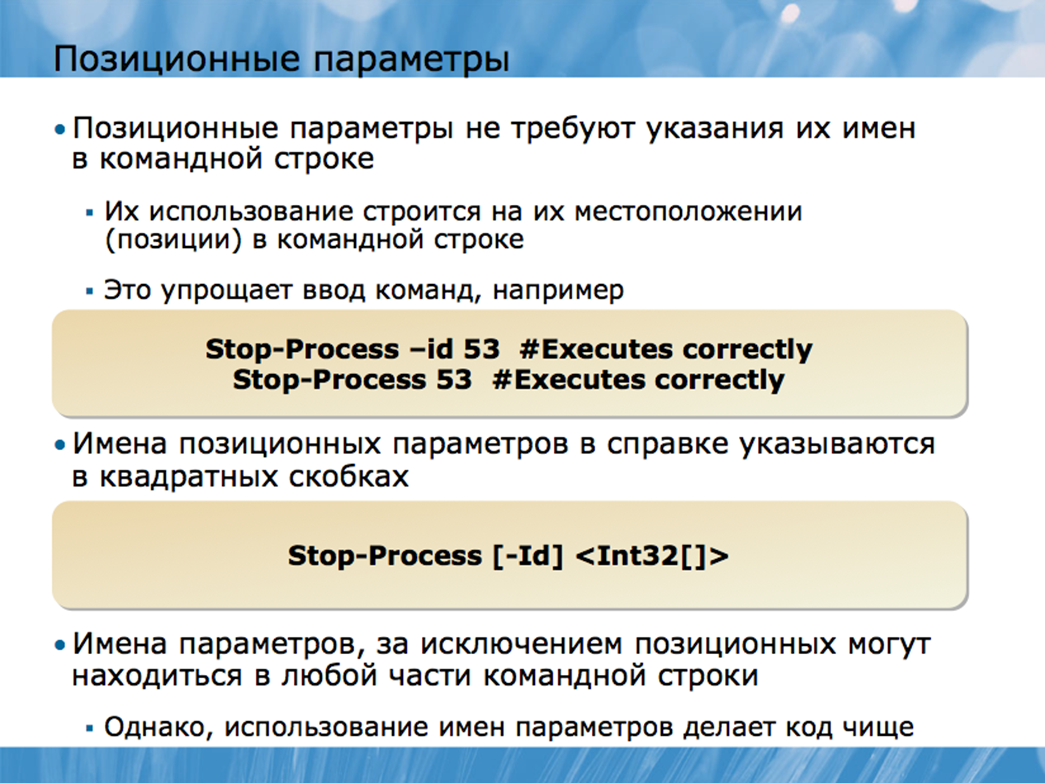 Позиционные параметры
• Позиционные параметры не требуют указания их имен
в командной строке
▪ Их использование строится на их местоположении
(позиции) в командной строке
▪ Это упрощает ввод команд, например
Stop-Process –id 53  #Executes correctly
Stop-Process 53  #Executes correctly
• Имена позиционных параметров в справке указываются
в квадратных скобках
Stop-Process [-Id] <Int32[]>
• Имена параметров, за исключением позиционных могут
находиться в любой части командной строки
▪ Однако, использование имен параметров делает код чище